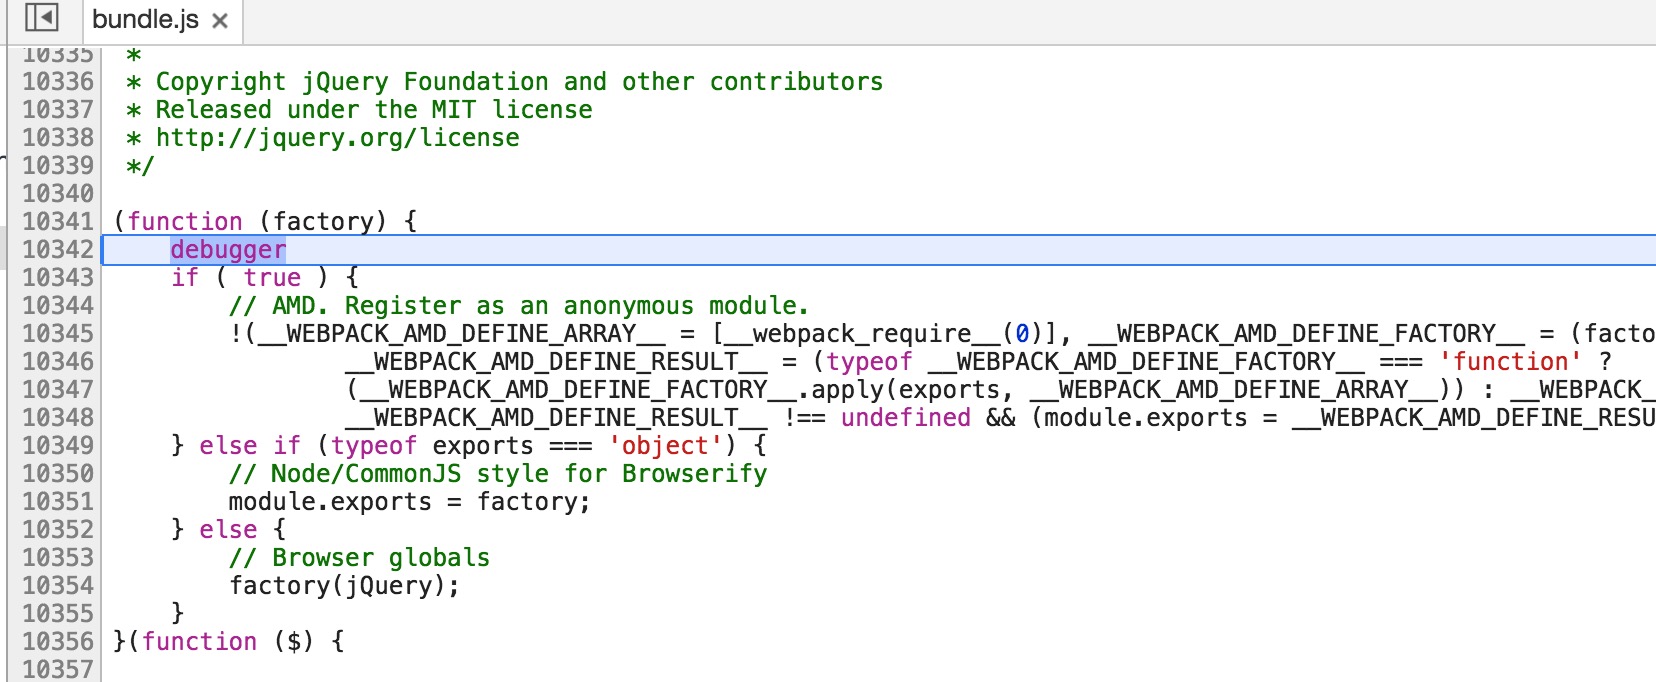 bundle.js ×
10335 *
10336 * Copyright jQuery Foundation and other contributors
10337 * Released under the MIT license
10338 * http://jquery.org/license
10339 */
10340
10341 (function (factory) {
10342 debugger
10343 if ( true ) {
10344 // AMD. Register as an anonymous module.
10345 !(__WEBPACK_AMD_DEFINE_ARRAY__ = [__webpack_require__(0)], __WEBPACK_AMD_DEFINE_FACTORY__ = (facto
10346 __WEBPACK_AMD_DEFINE_RESULT__ = (typeof __WEBPACK_AMD_DEFINE_FACTORY__ === 'function' ?
10347 (__WEBPACK_AMD_DEFINE_FACTORY__.apply(exports, __WEBPACK_AMD_DEFINE_ARRAY__)) : __WEBPACK_
10348 __WEBPACK_AMD_DEFINE_RESULT__ !== undefined && (module.exports = __WEBPACK_AMD_DEFINE_RESU
10349 } else if (typeof exports === 'object') {
10350 // Node/CommonJS style for Browserify
10351 module.exports = factory;
10352 } else {
10353 // Browser globals
10354 factory(jQuery);
10355 }
10356 }(function ($) {
10357